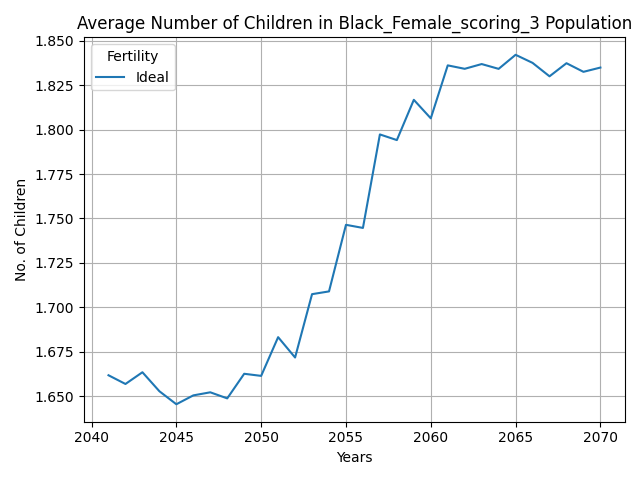 Average Number of Children in Black_Female_scoring_3 Population
Fertility
Ideal
No. of Children
1.850
1.825
1.800
1.775
1.750
1.725
1.700
1.675
1.650
2040 2045 2050 2055 2060 2065 2070
Years